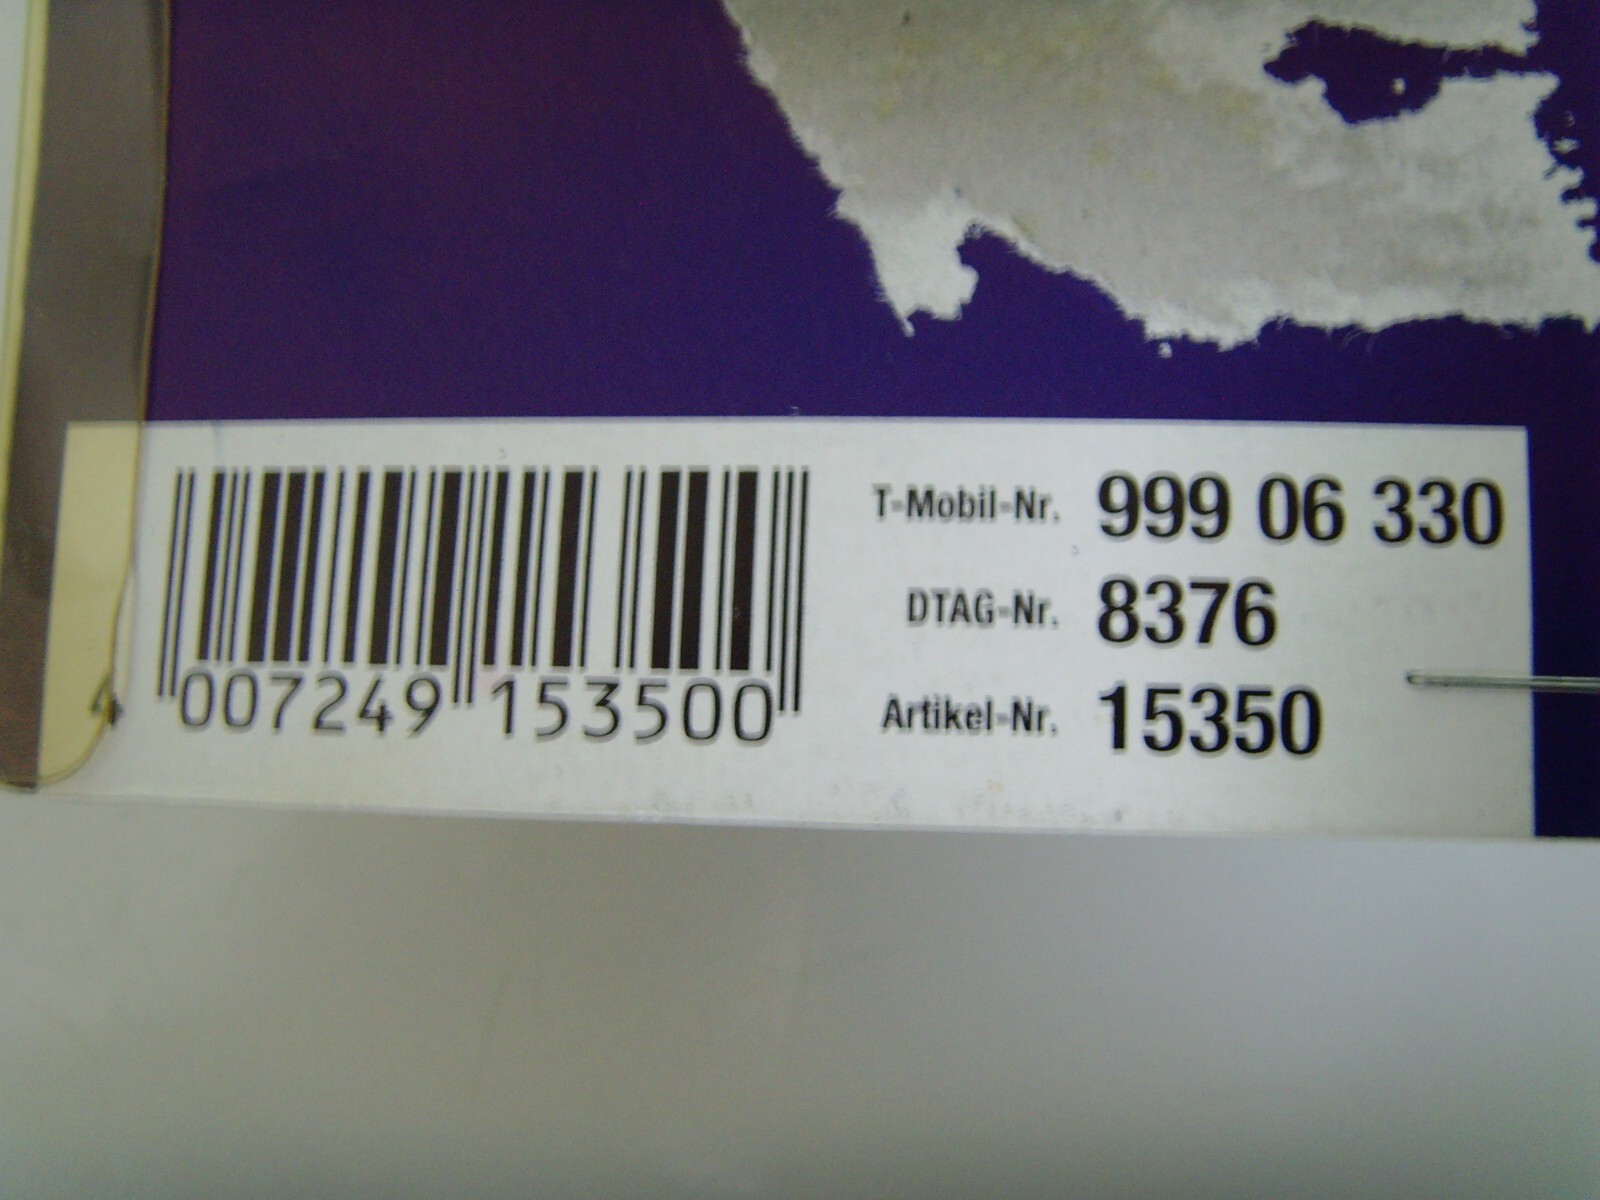 T-Mobil-Nr. 999 06 330
DTAG-Nr. 8376
Artikel-Nr. 15350
007249 153500